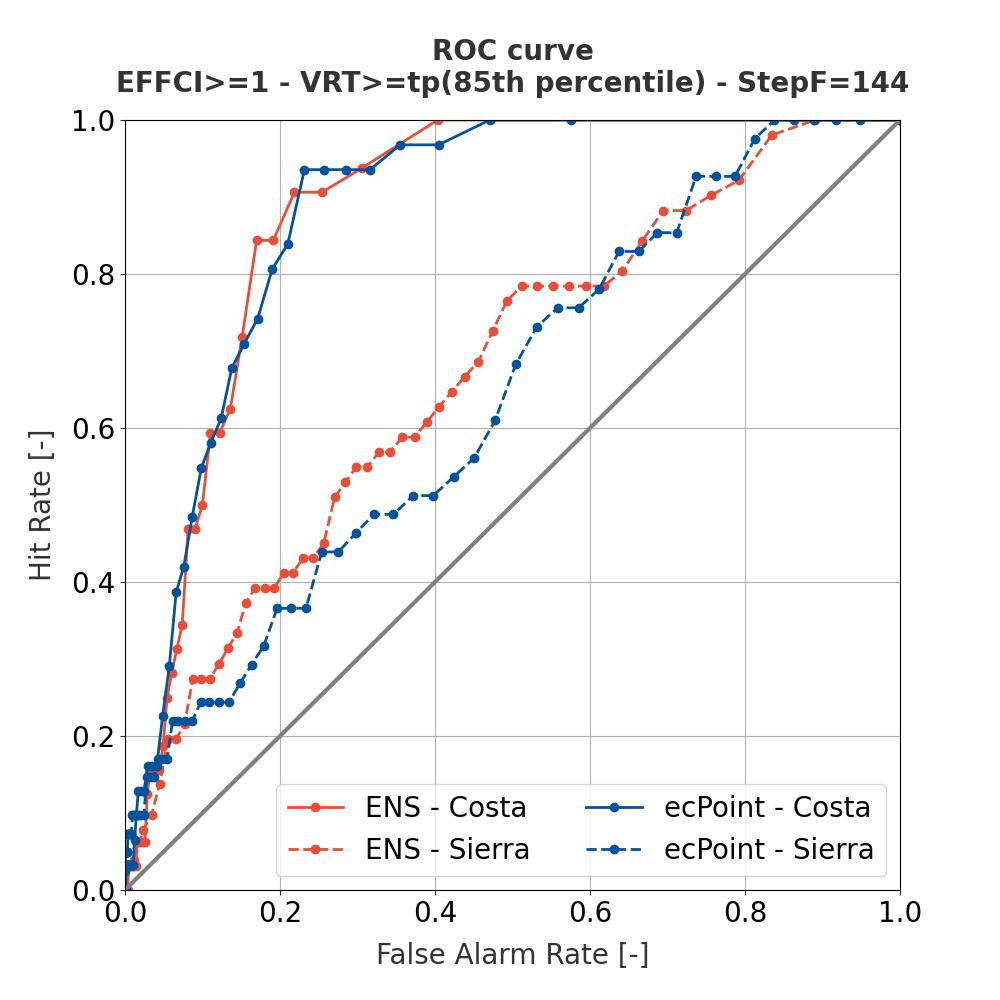 ROC curve
EFFCI>=1 - VRT>=tp(85th percentile) - StepF=144
Hit Rate [-]
1.0
0.8
0.6
0.4
0.2
0.0
ENS - Costa
ENS - Sierra
ecPoint - Costa
ecPoint - Sierra
0.0 0.2 0.4 0.6 0.8 1.0
False Alarm Rate [-]